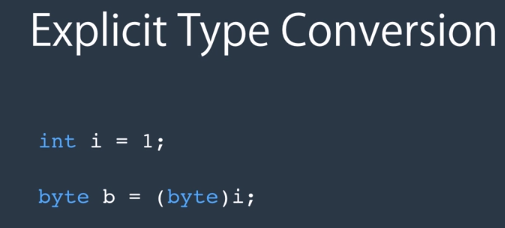 Explicit Type Conversion
int i = 1;
byte b = (byte)i;